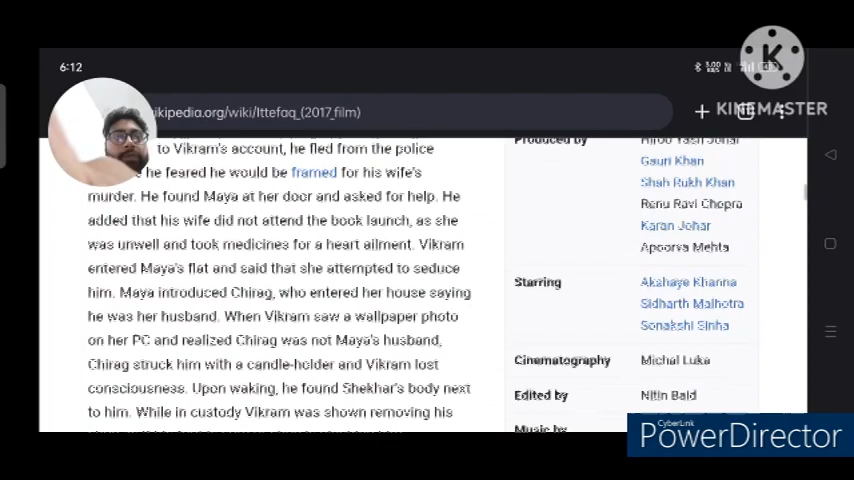 6:12
3.00
KB/S
ikipedia.org/wiki/Ittefaq_(2017_film)
KINEMASTER
to Vikram's account, he fled from the police
he feared he would be framed for his wife's
murder. He found Maya at her door and asked for help. He
added that his wife did not attend the book launch, as she
was unwell and took medicines for a heart ailment. Vikram
entered Maya's flat and said that she attempted to seduce
him. Maya introduced Chirag, who entered her house saying
he was her husband. When Vikram saw a wallpaper photo
on her PC and realized Chirag was not Maya's husband,
Chirag struck him with a candle-holder and Vikram lost
consciousness. Upon waking, he found Shekhar's body next
to him. While in custody Vikram was shown removing his
Produced by
Hiroo Yash Johar
Gauri Khan
Shah Rukh Khan
Renu Ravi Chopra
Karan Johar
Apoorva Mehta
Starring
Akshaye Khanna
Sidharth Malhotra
Sonakshi Sinha
Cinematography
Michal Luka
Edited by
Nitin Baid
Music by
CyberLink
PowerDirector